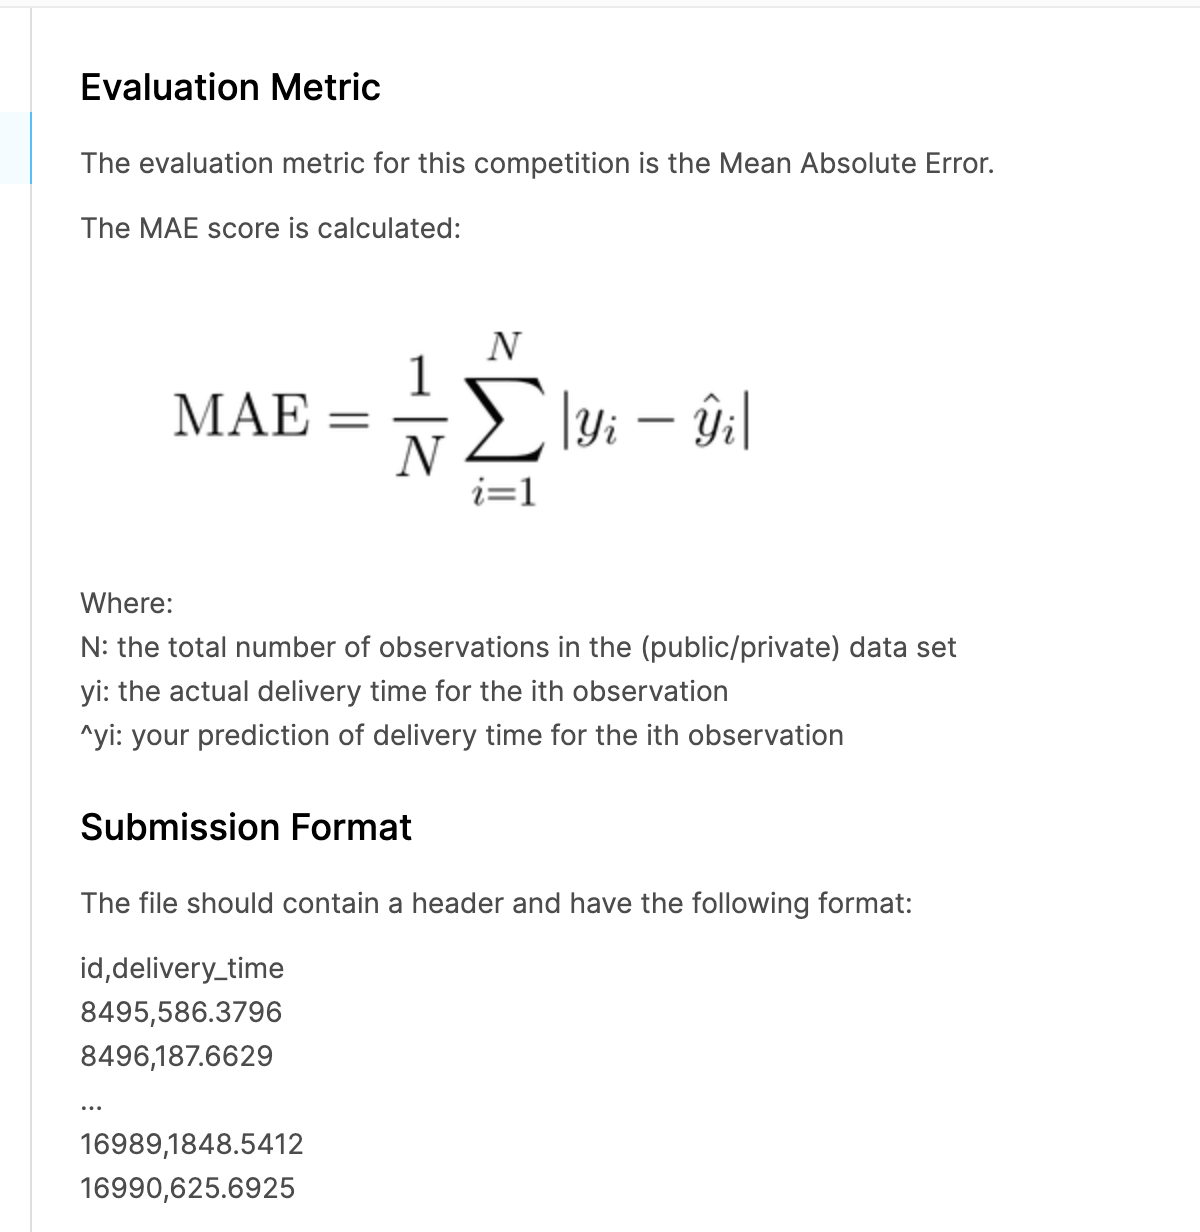 Evaluation Metric
The evaluation metric for this competition is the Mean Absolute Error.
The MAE score is calculated:
MAE = \frac{1}{N} \sum_{i=1}^{N} |y_i - \hat{y}_i|
Where:
N: the total number of observations in the (public/private) data set
yi: the actual delivery time for the ith observation
^yi: your prediction of delivery time for the ith observation
Submission Format
The file should contain a header and have the following format:
id,delivery_time
8495,586.3796
8496,187.6629
...
16989,1848.5412
16990,625.6925